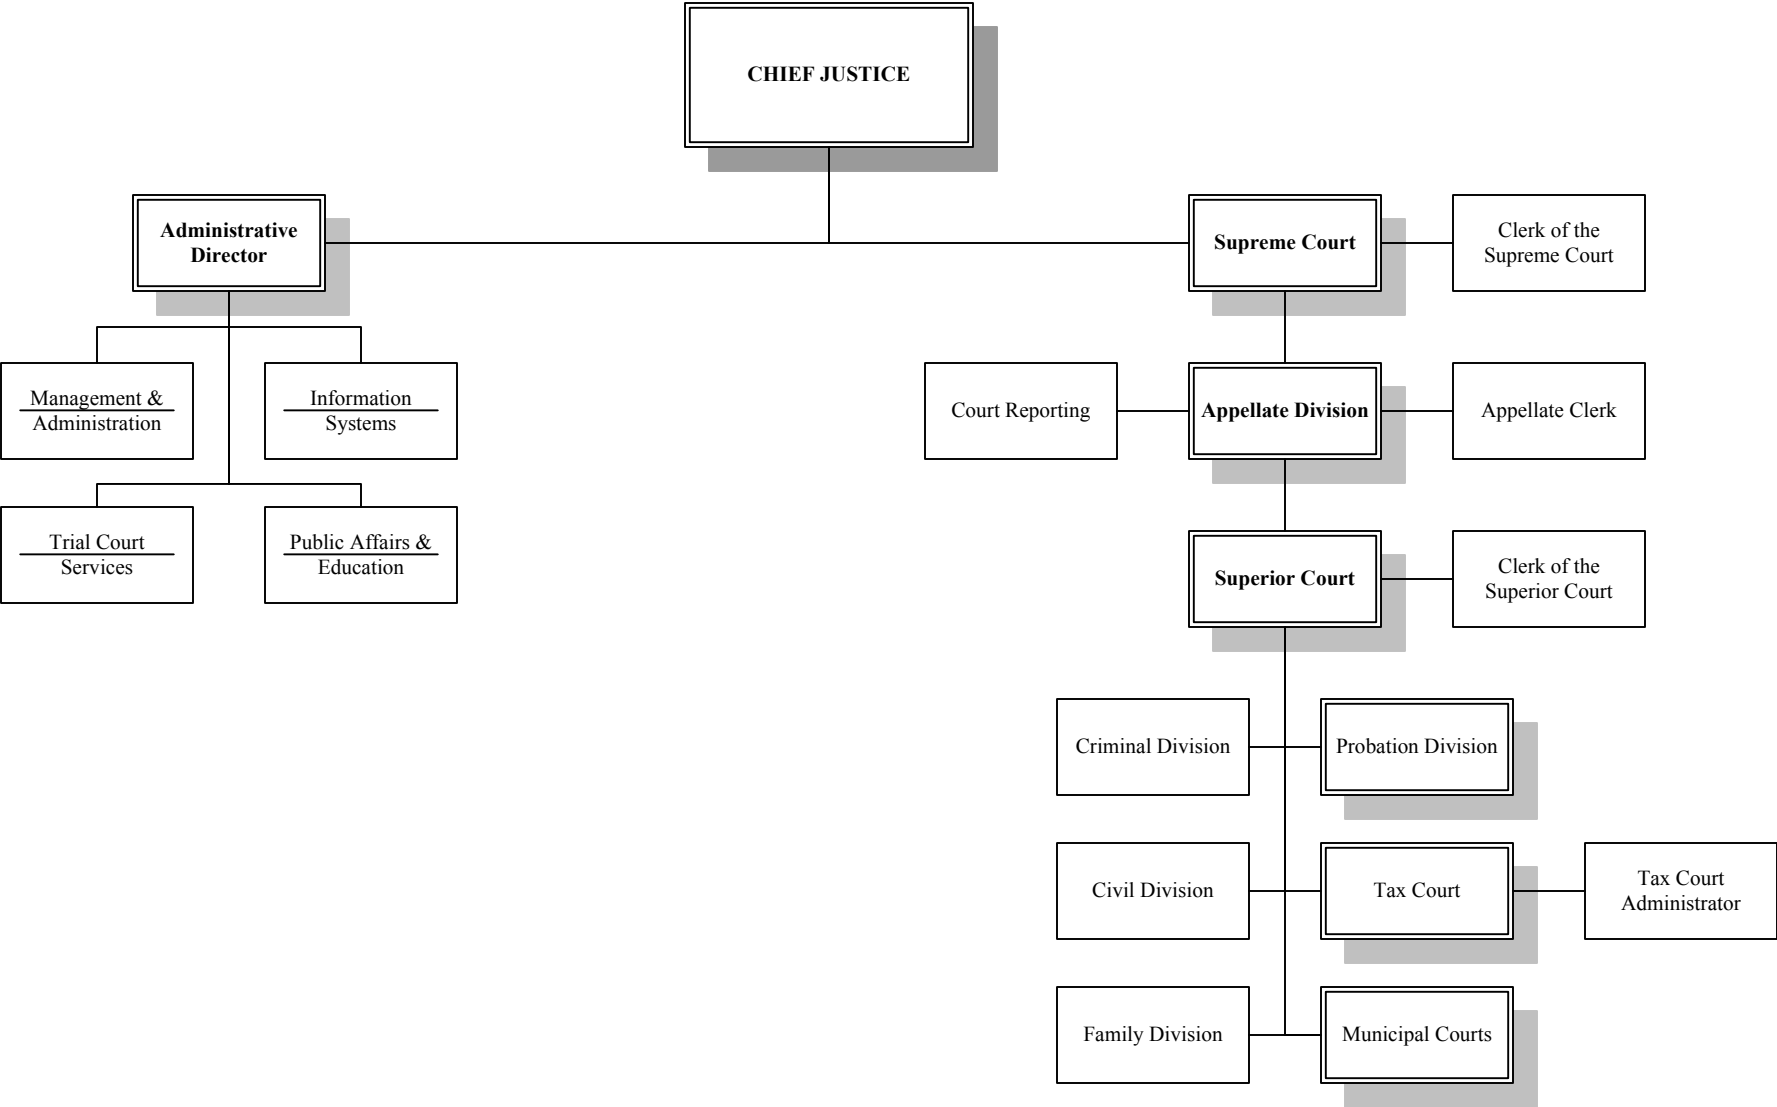 CHIEF JUSTICE
Administrative
Director
Supreme Court
Clerk of the
Supreme Court
Management &
Administration
Information
Systems
Court Reporting
Appellate Division
Appellate Clerk
Trial Court
Services
Public Affairs &
Education
Superior Court
Clerk of the
Superior Court
Criminal Division
Probation Division
Civil Division
Tax Court
Tax Court
Administrator
Family Division
Municipal Courts